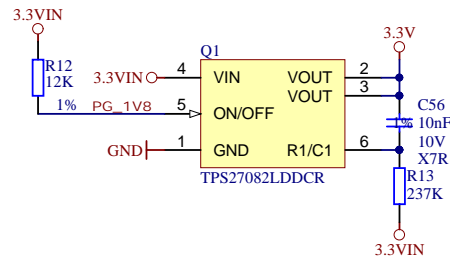 3.3VIN
R12
12K
1%
PG_1V8
Q1
3.3VIN
4
VIN
5
ON/OFF
GND
1
GND
VOUT
2
VOUT
3
R1/C1
6
TPS27082LDDCR
3.3V
C56
1%
10nF
10V
X7R
R13
237K
3.3VIN